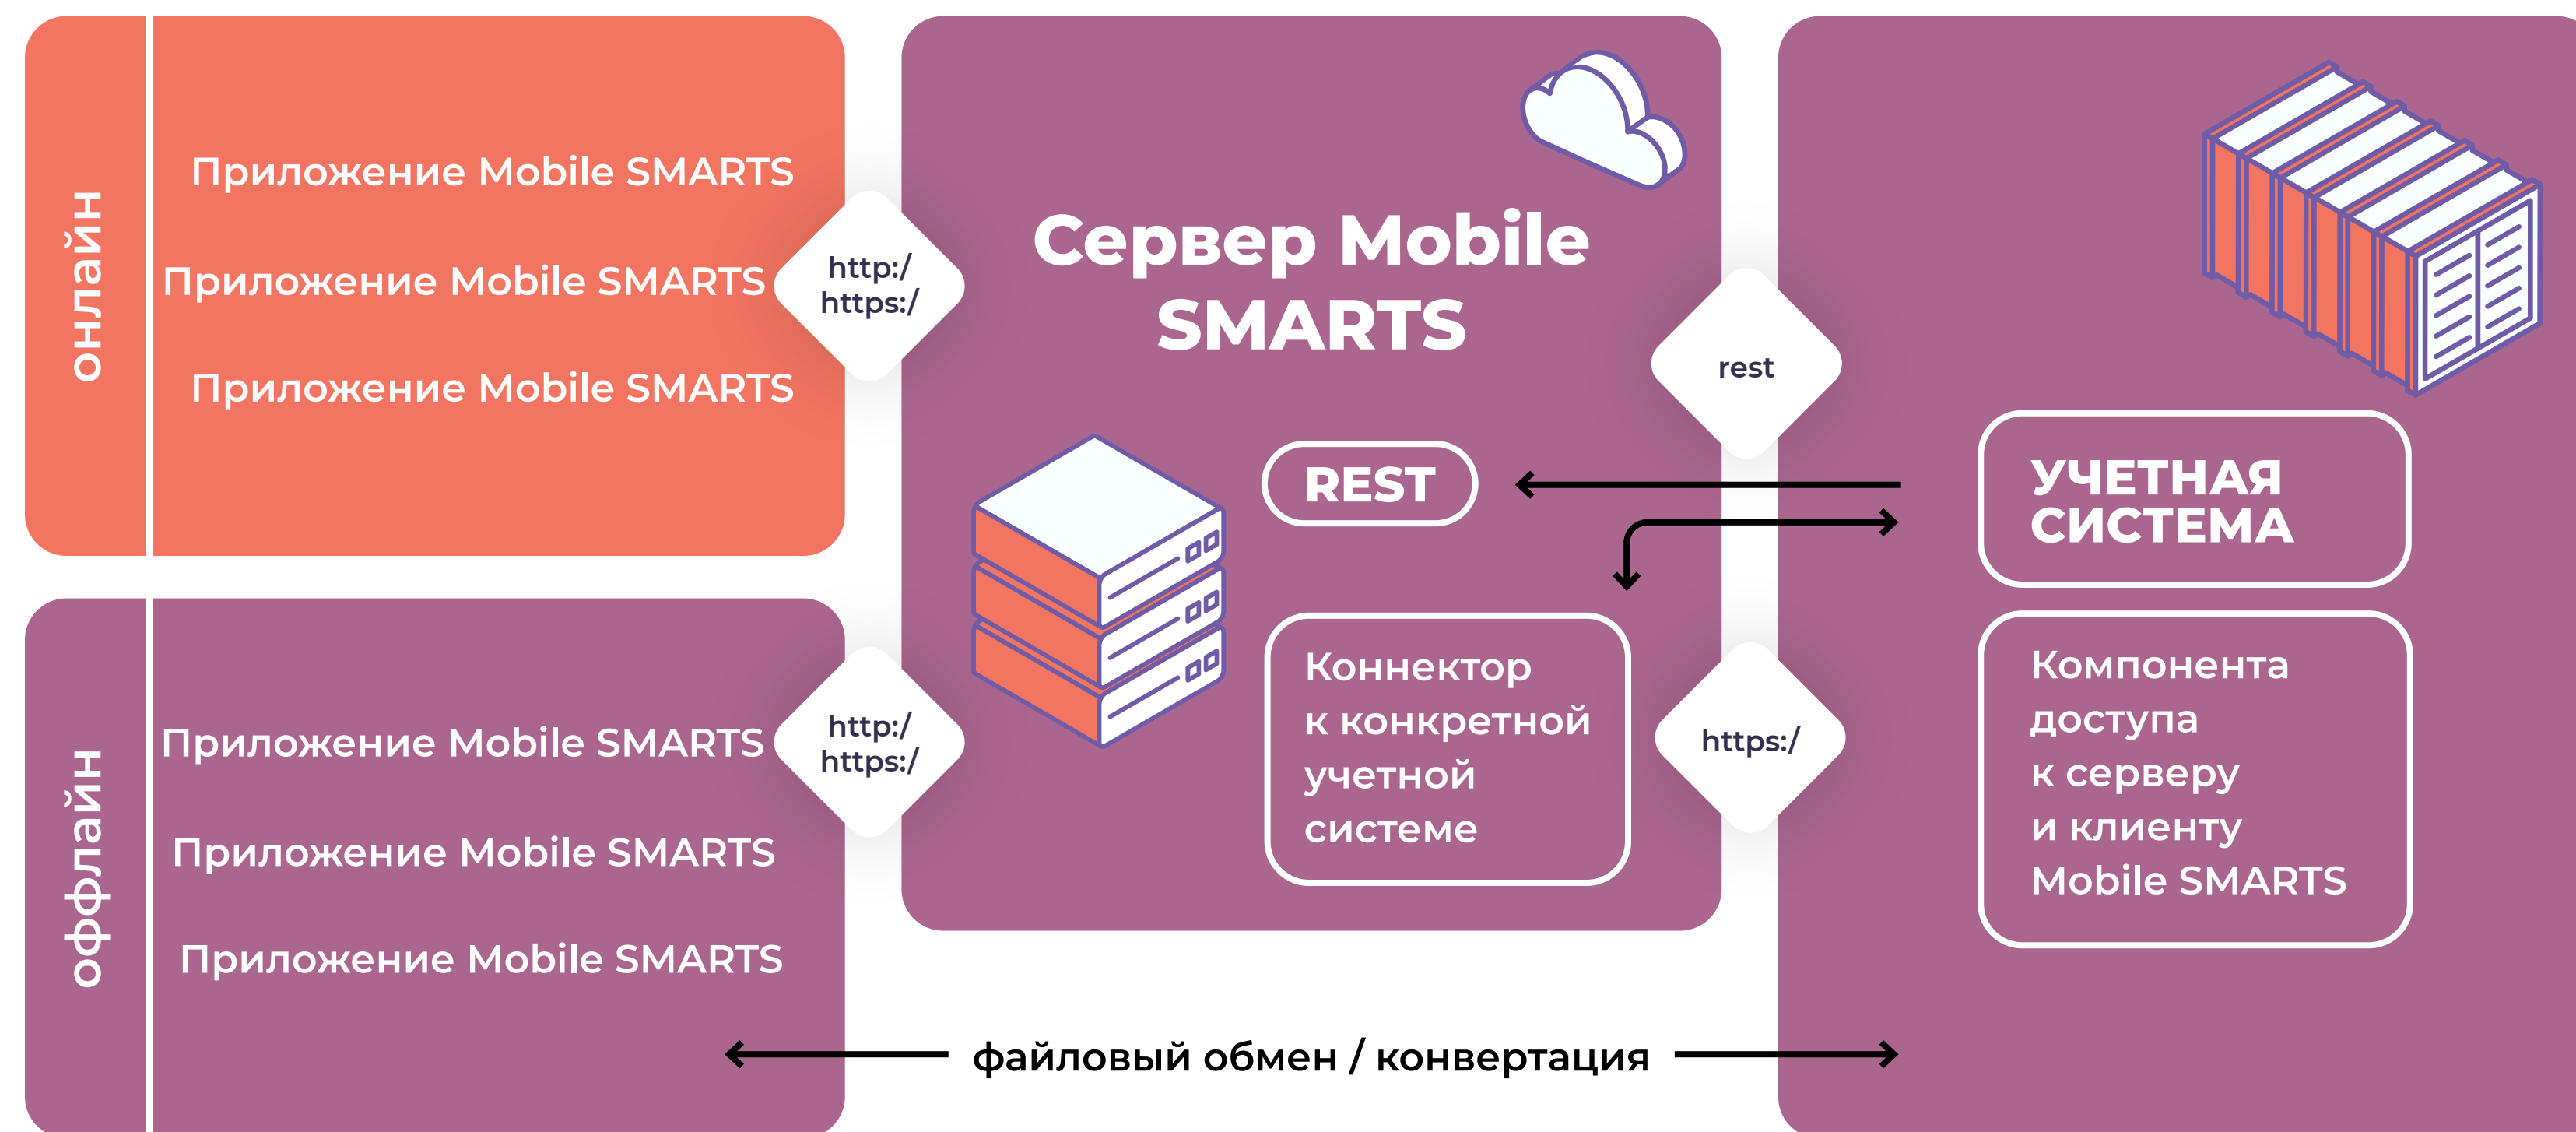 онлайн
Приложение Mobile SMARTS
Приложение Mobile SMARTS
Приложение Mobile SMARTS
http:/
https:/
оффлайн
Приложение Mobile SMARTS
Приложение Mobile SMARTS
Приложение Mobile SMARTS
http:/
https:/
Сервер Mobile
SMARTS
REST
Коннектор
к конкретной
учетной
системе
rest
https:/
УЧЕТНАЯ
СИСТЕМА
Компонента
доступа
к серверу
и клиенту
Mobile SMARTS
файловый обмен / конвертация